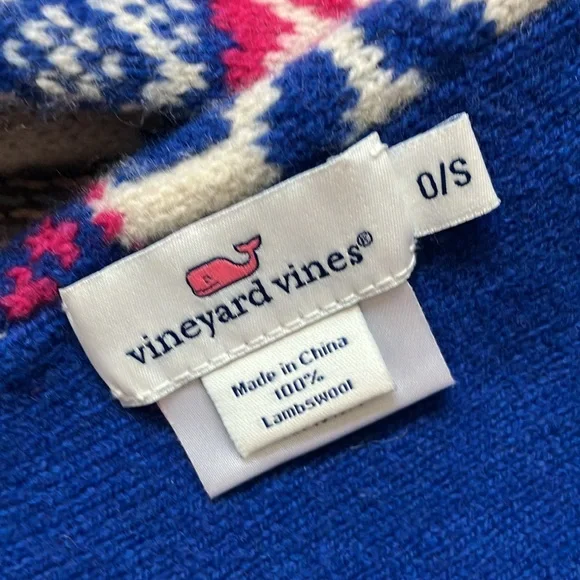 O/S
vineyard vines®
Made in China
100%
Lambswool